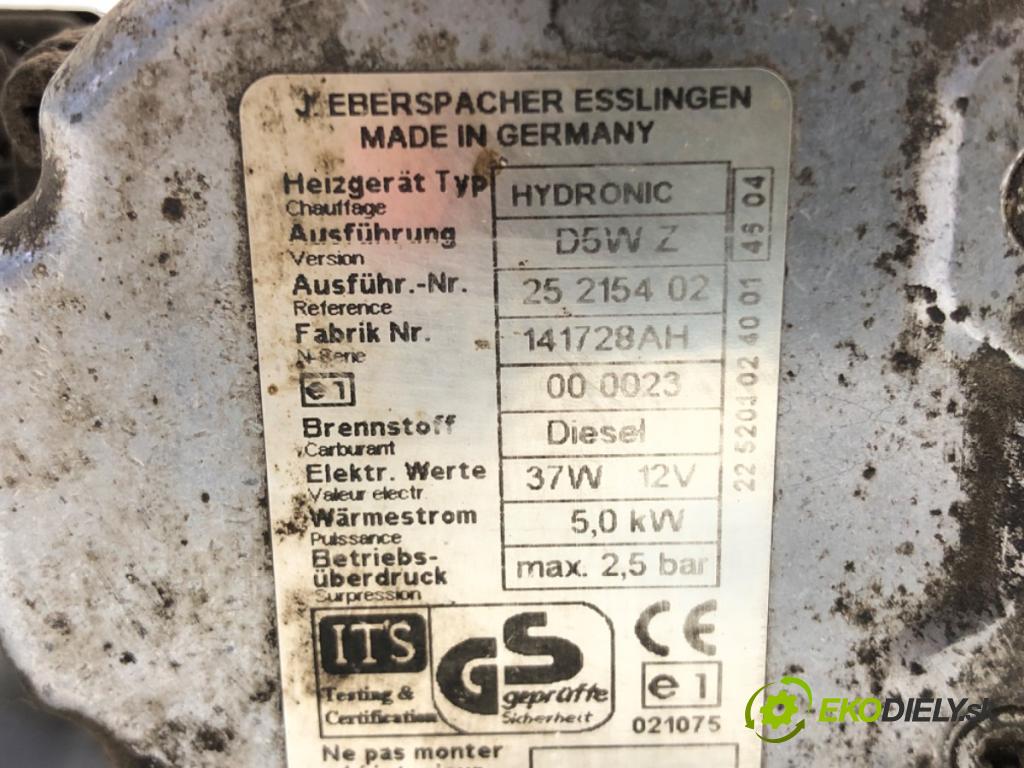 J. EBERSPACHER ESSLINGEN
MADE IN GERMANY
Heizgerät Typ HYDRONIC
Chauffage
Ausführung D5W Z
Version
Ausführ.-Nr. 25 2154 02
Reference
Fabrik Nr. 141728AH
N-Serie
e1 00 0023
Brennstoff Diesel
Carburant
Elektr. Werte 37W 12V
Valeur electr.
Wärmestrom 5,0 kW
Puissance
Betriebs-
überdruck max. 2,5 bar
Surpression
46 04
22 5203 02 40 01
ITS
Testing &
Certification
GS
geprüfte
Sicherheit
CE
e1
021075
Ne pas monter
EKODIELY.sk